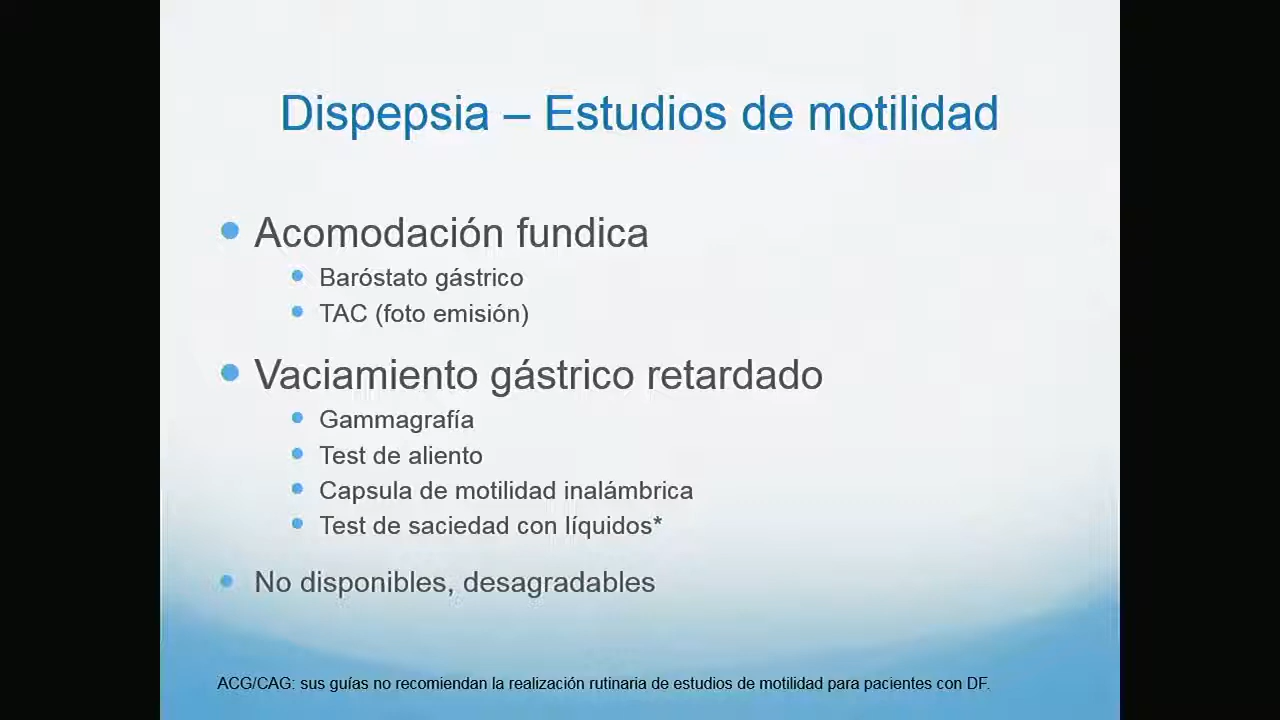 Dispepsia – Estudios de motilidad
Acomodación fundica
Baróstato gástrico
TAC (foto emisión)
Vaciamiento gástrico retardado
Gammagrafía
Test de aliento
Capsula de motilidad inalámbrica
Test de saciedad con líquidos*
No disponibles, desagradables
ACG/CAG: sus guías no recomiendan la realización rutinaria de estudios de motilidad para pacientes con DF.